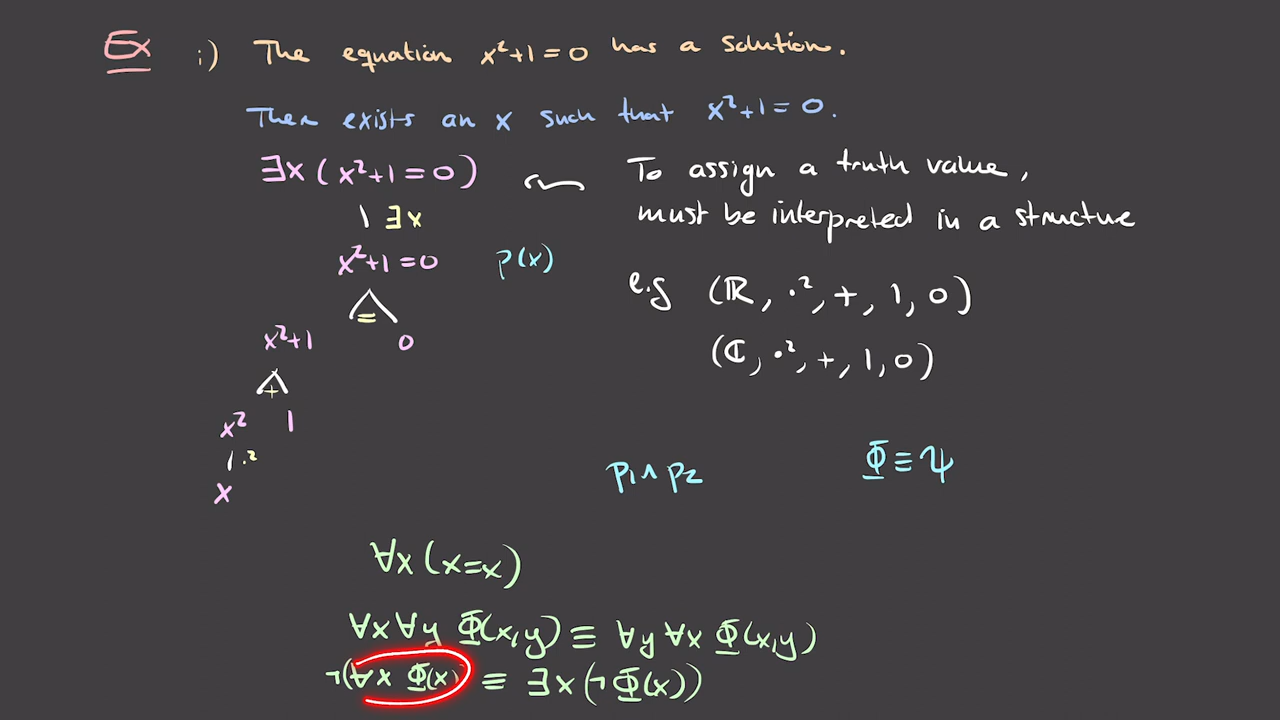 Ex i) The equation x²+1=0 has a solution.
Ther exists an x such that x²+1=0.
∃x(x²+1=0)
To assign a truth value,
must be interpreted in a structure
∃x
x²+1=0 p(x)
e.g (ℝ, ·², +, 1, 0)
=
x²+1 0
(ℂ, ·², +, 1, 0)
+
x² 1
·²
x
p₁∧p₂ Φ≡Ψ
∀x(x=x)
∀x∀y Φ(x,y) ≡ ∀y ∀x Φ(x,y)
¬(∀x Φ(x) ≡ ∃x(¬Φ(x))